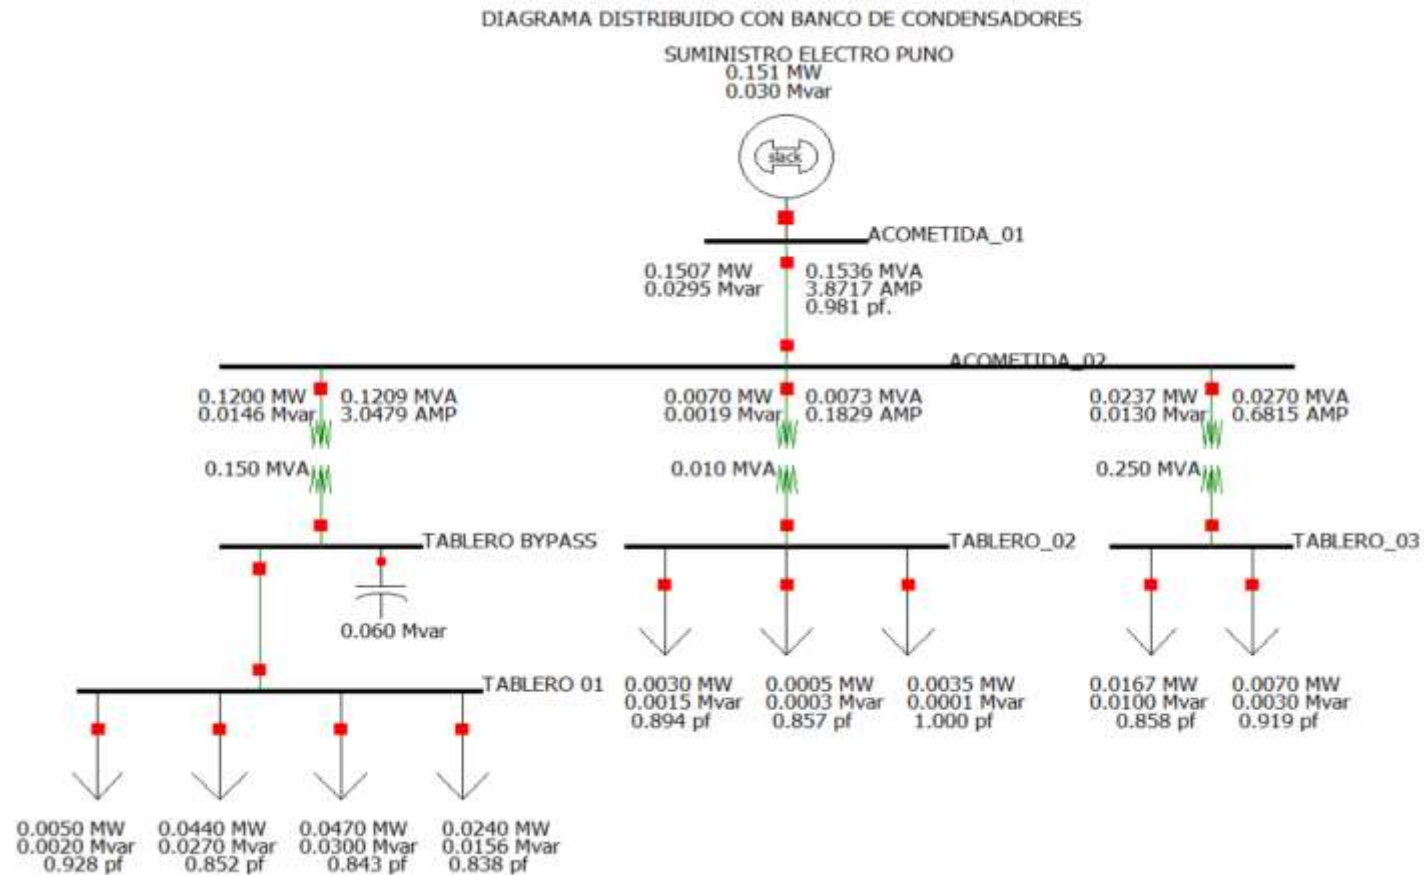 DIAGRAMA DISTRIBUIDO CON BANCO DE CONDENSADORES
SUMINISTRO ELECTRO PUNO
0.151 MW
0.030 Mvar
slack
ACOMETIDA_01
0.1507 MW
0.0295 Mvar
0.1536 MVA
3.8717 AMP
0.981 pf.
ACOMETIDA_02
0.1200 MW
0.0146 Mvar
0.1209 MVA
3.0479 AMP
0.0070 MW
0.0019 Mvar
0.0073 MVA
0.1829 AMP
0.0237 MW
0.0130 Mvar
0.0270 MVA
0.6815 AMP
0.150 MVA
0.010 MVA
0.250 MVA
TABLERO BYPASS
TABLERO_02
TABLERO_03
0.060 Mvar
TABLERO 01
0.0030 MW
0.0015 Mvar
0.894 pf
0.0005 MW
0.0003 Mvar
0.857 pf
0.0035 MW
0.0001 Mvar
1.000 pf
0.0167 MW
0.0100 Mvar
0.858 pf
0.0070 MW
0.0030 Mvar
0.919 pf
0.0050 MW
0.0020 Mvar
0.928 pf
0.0440 MW
0.0270 Mvar
0.852 pf
0.0470 MW
0.0300 Mvar
0.843 pf
0.0240 MW
0.0156 Mvar
0.838 pf